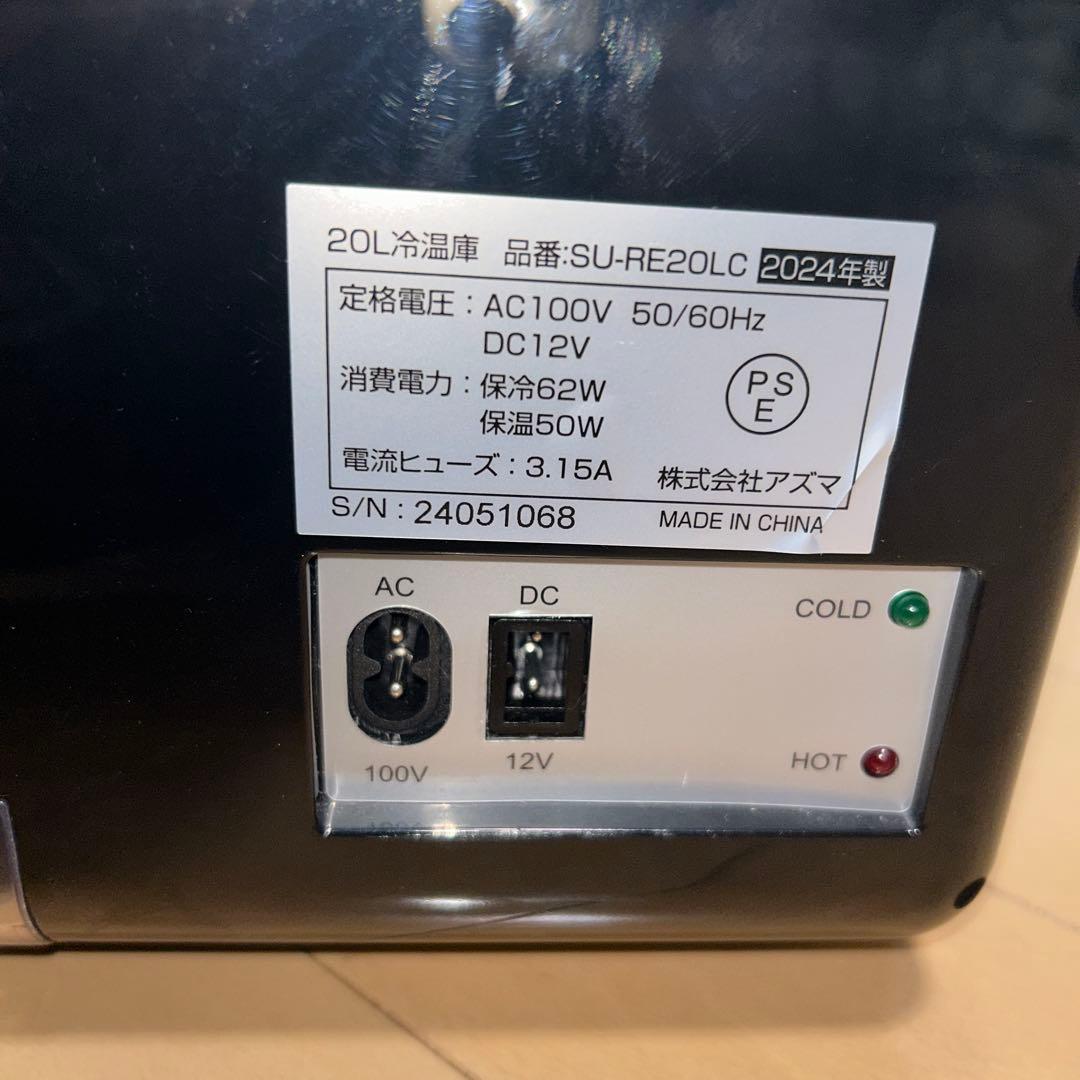 20L冷温庫 品番:SU-RE20LC 2024年製
定格電圧:AC100V 50/60Hz
DC12V
消費電力:保冷62W
保温50W
PSE
電流ヒューズ:3.15A 株式会社アズマ
S/N:24051068 MADE IN CHINA
AC DC COLD
100V 12V HOT